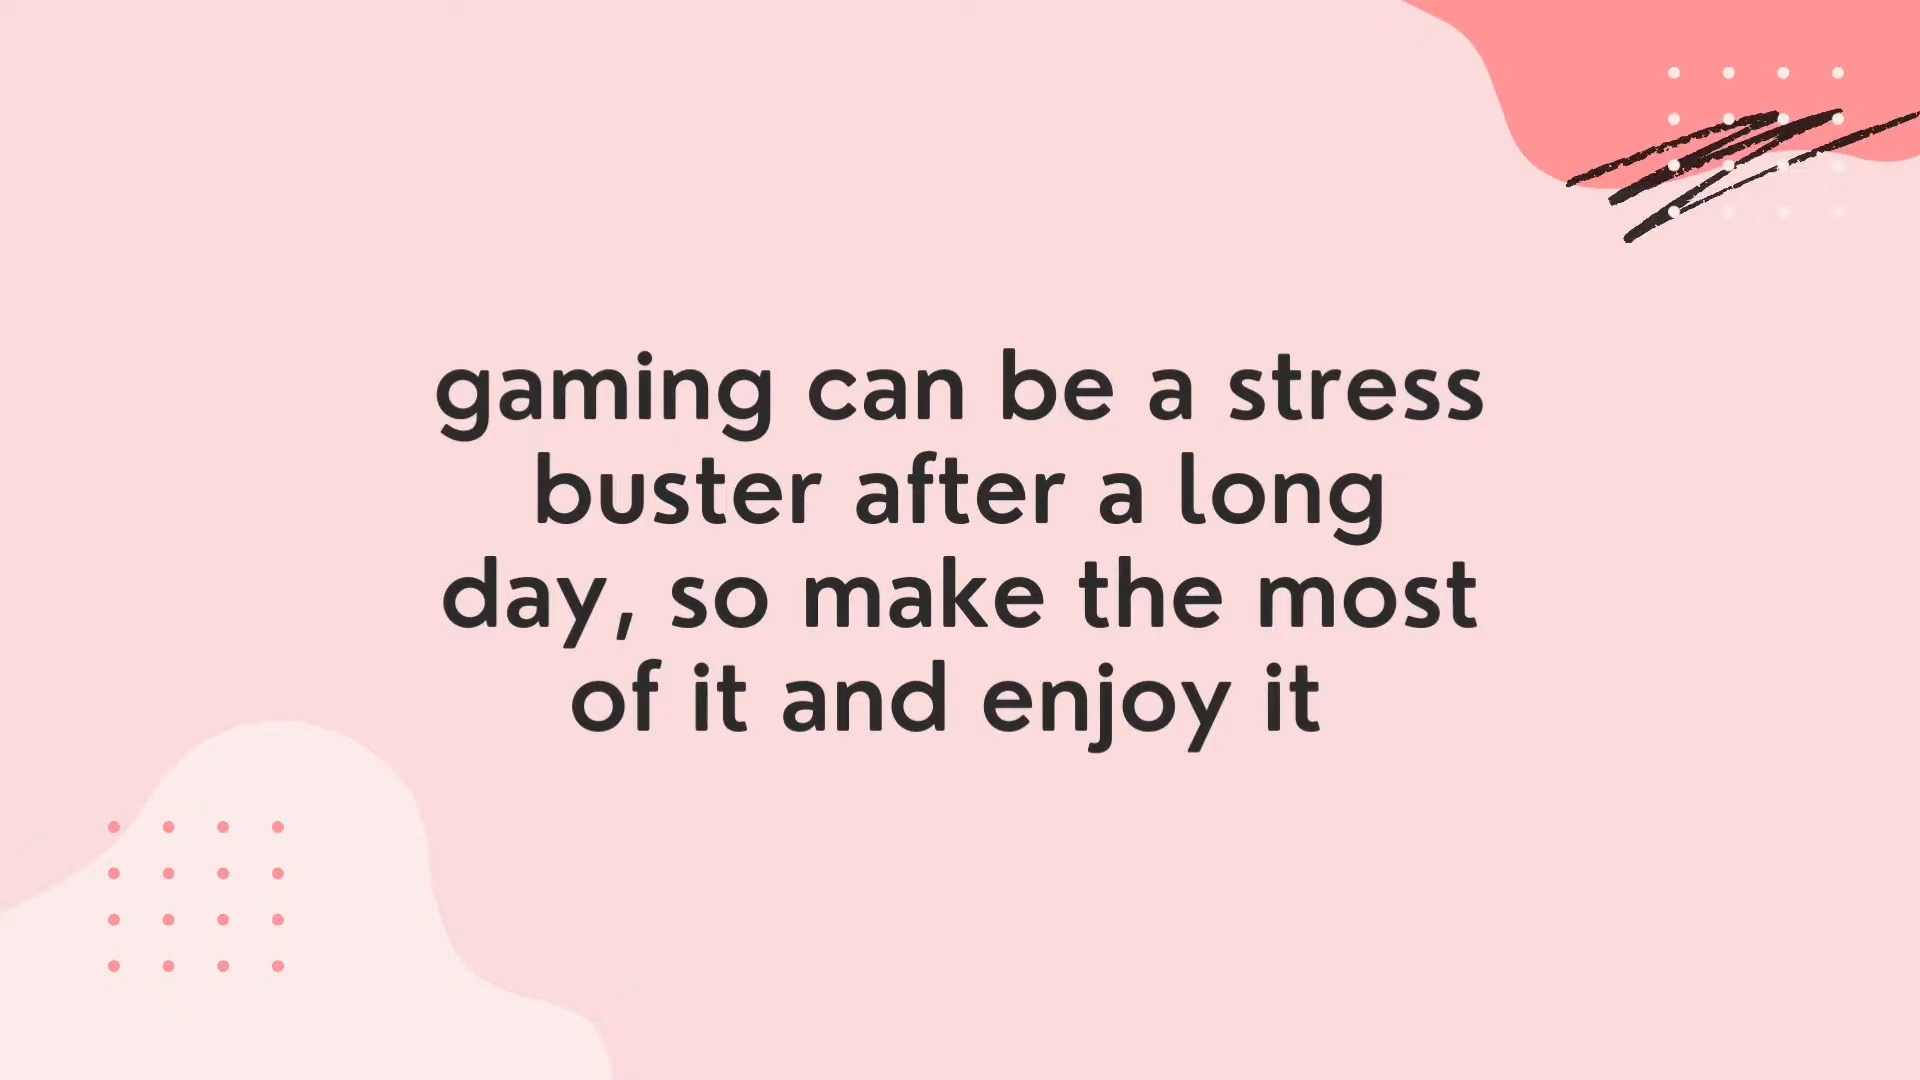 gaming can be a stress
buster after a long
day, so make the most
of it and enjoy it